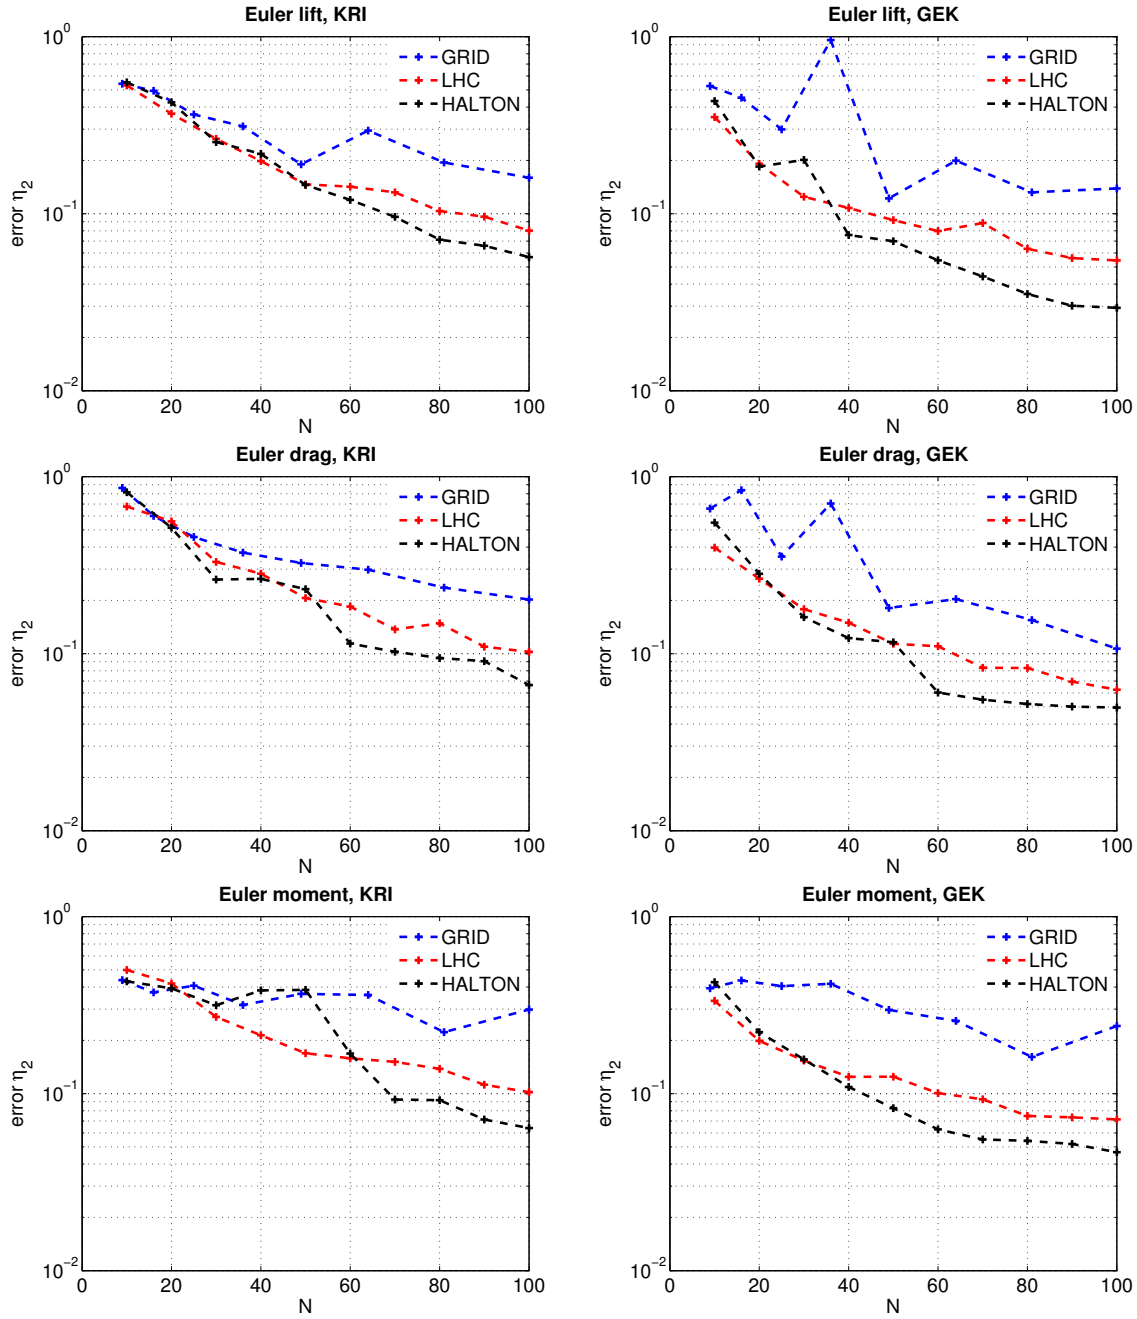 Euler lift, KRI
10^0
10^-1
10^-2
error η_2
0 20 40 60 80 100
N
GRID
LHC
HALTON
Euler lift, GEK
10^0
10^-1
10^-2
error η_2
0 20 40 60 80 100
N
GRID
LHC
HALTON
Euler drag, KRI
10^0
10^-1
10^-2
error η_2
0 20 40 60 80 100
N
GRID
LHC
HALTON
Euler drag, GEK
10^0
10^-1
10^-2
error η_2
0 20 40 60 80 100
N
GRID
LHC
HALTON
Euler moment, KRI
10^0
10^-1
10^-2
error η_2
0 20 40 60 80 100
N
GRID
LHC
HALTON
Euler moment, GEK
10^0
10^-1
10^-2
error η_2
0 20 40 60 80 100
N
GRID
LHC
HALTON